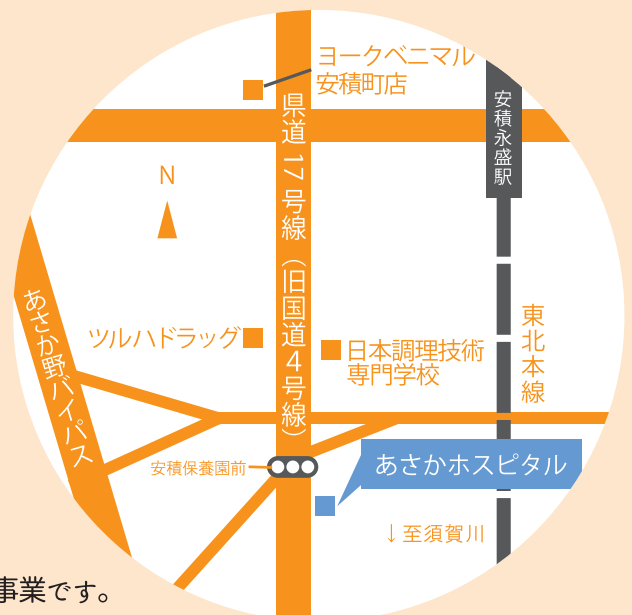 ヨークベニマル
安積町店
安積永盛駅
県道17号線（旧国道4号線）
N
あさか野バイパス
ツルハドラッグ
日本調理技術
専門学校
東北本線
安積保養園前
あさかホスピタル
↓至須賀川
事業です。